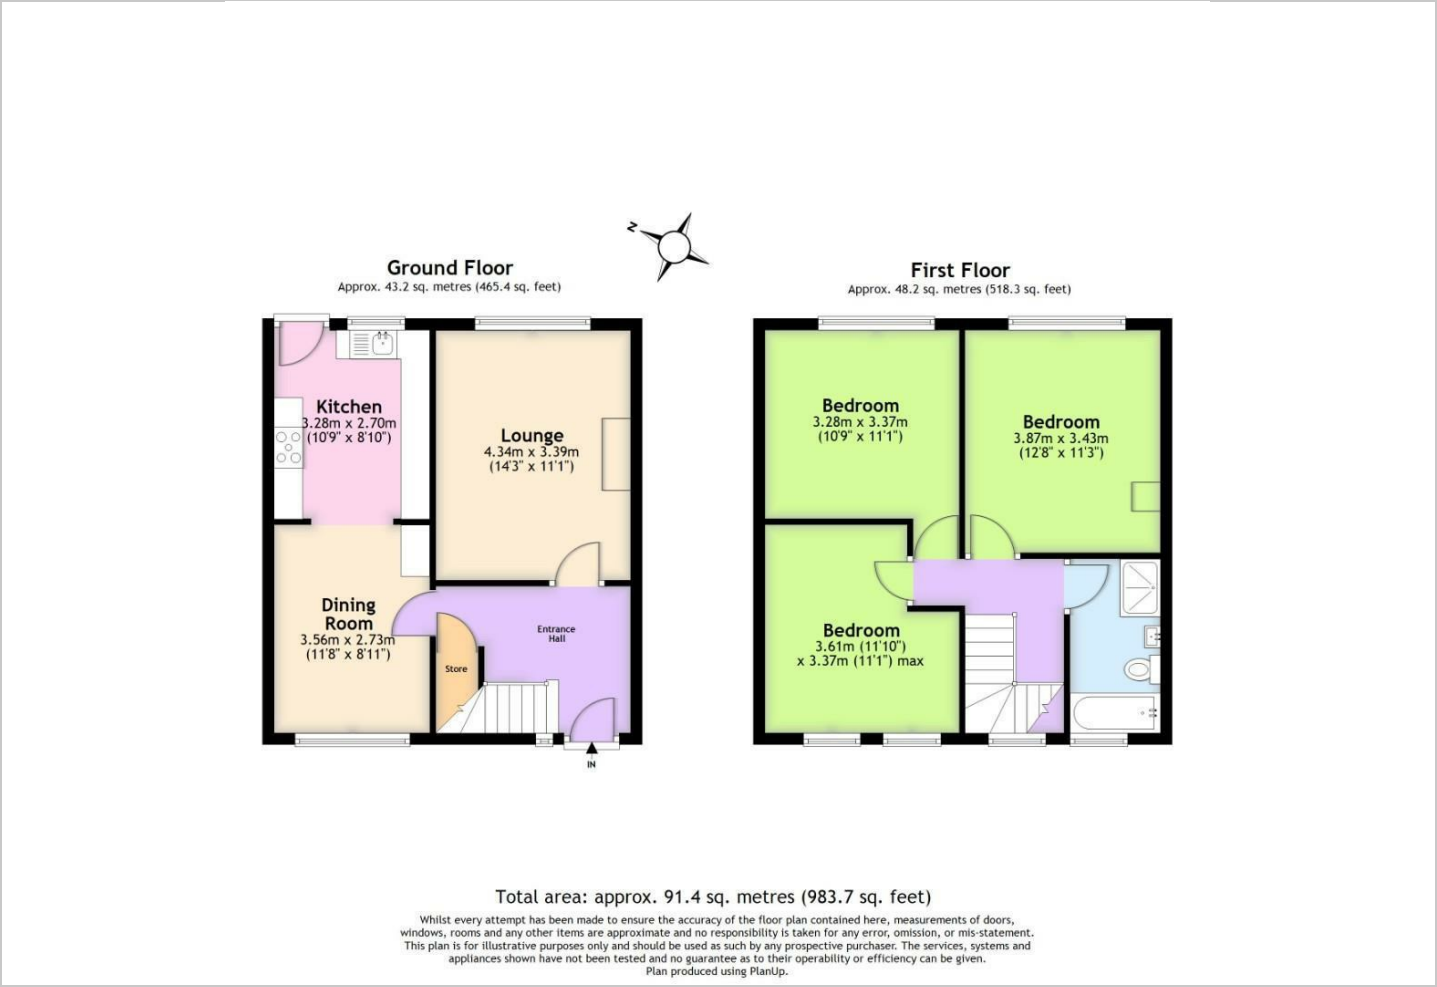 N
Ground Floor
Approx. 43.2 sq. metres (465.4 sq. feet)
Kitchen
3.28m x 2.70m
(10'9" x 8'10")
Lounge
4.34m x 3.39m
(14'3" x 11'1")
Dining
Room
3.56m x 2.73m
(11'8" x 8'11")
Entrance
Hall
Store
IN
First Floor
Approx. 48.2 sq. metres (518.3 sq. feet)
Bedroom
3.28m x 3.37m
(10'9" x 11'1")
Bedroom
3.87m x 3.43m
(12'8" x 11'3")
Bedroom
3.61m (11'10")
x 3.37m (11'1") max
Total area: approx. 91.4 sq. metres (983.7 sq. feet)
Whilst every attempt has been made to ensure the accuracy of the floor plan contained here, measurements of doors,
windows, rooms and any other items are approximate and no responsibility is taken for any error, omission, or mis-statement.
This plan is for illustrative purposes only and should be used as such by any prospective purchaser. The services, systems and
appliances shown have not been tested and no guarantee as to their operability or efficiency can be given.
Plan produced using PlanUp.